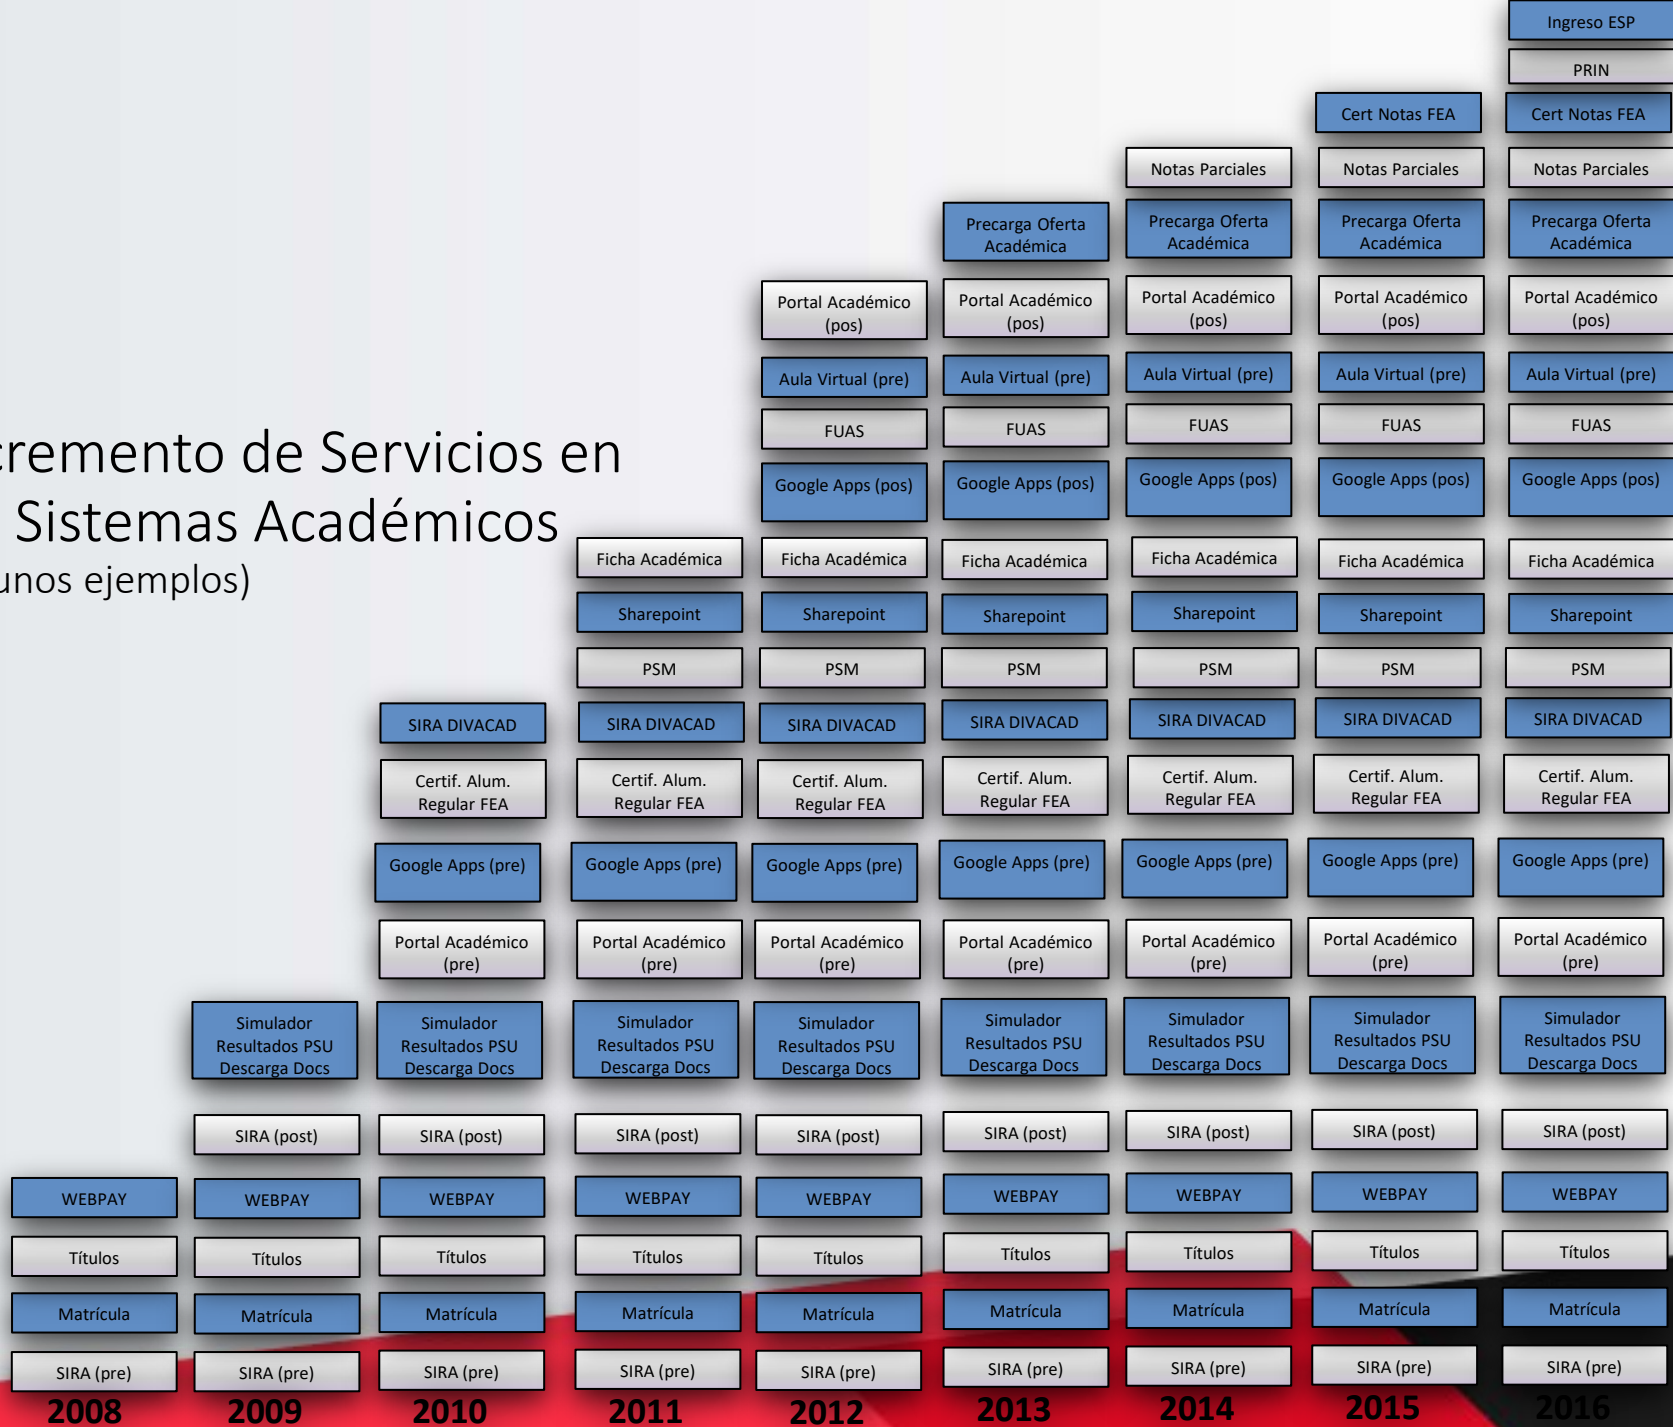 cremento de Servicios en
Sistemas Académicos
unos ejemplos)
WEBPAY
Títulos
Matrícula
SIRA (pre)
2008
Simulador
Resultados PSU
Descarga Docs
SIRA (post)
WEBPAY
Títulos
Matrícula
SIRA (pre)
2009
SIRA DIVACAD
Certif. Alum.
Regular FEA
Google Apps (pre)
Portal Académico
(pre)
Simulador
Resultados PSU
Descarga Docs
SIRA (post)
WEBPAY
Títulos
Matrícula
SIRA (pre)
2010
Ficha Académica
Sharepoint
PSM
SIRA DIVACAD
Certif. Alum.
Regular FEA
Google Apps (pre)
Portal Académico
(pre)
Simulador
Resultados PSU
Descarga Docs
SIRA (post)
WEBPAY
Títulos
Matrícula
SIRA (pre)
2011
Portal Académico
(pos)
Aula Virtual (pre)
FUAS
Google Apps (pos)
Ficha Académica
Sharepoint
PSM
SIRA DIVACAD
Certif. Alum.
Regular FEA
Google Apps (pre)
Portal Académico
(pre)
Simulador
Resultados PSU
Descarga Docs
SIRA (post)
WEBPAY
Títulos
Matrícula
SIRA (pre)
2012
Precarga Oferta
Académica
Portal Académico
(pos)
Aula Virtual (pre)
FUAS
Google Apps (pos)
Ficha Académica
Sharepoint
PSM
SIRA DIVACAD
Certif. Alum.
Regular FEA
Google Apps (pre)
Portal Académico
(pre)
Simulador
Resultados PSU
Descarga Docs
SIRA (post)
WEBPAY
Títulos
Matrícula
SIRA (pre)
2013
Notas Parciales
Precarga Oferta
Académica
Portal Académico
(pos)
Aula Virtual (pre)
FUAS
Google Apps (pos)
Ficha Académica
Sharepoint
PSM
SIRA DIVACAD
Certif. Alum.
Regular FEA
Google Apps (pre)
Portal Académico
(pre)
Simulador
Resultados PSU
Descarga Docs
SIRA (post)
WEBPAY
Títulos
Matrícula
SIRA (pre)
2014
Cert Notas FEA
Notas Parciales
Precarga Oferta
Académica
Portal Académico
(pos)
Aula Virtual (pre)
FUAS
Google Apps (pos)
Ficha Académica
Sharepoint
PSM
SIRA DIVACAD
Certif. Alum.
Regular FEA
Google Apps (pre)
Portal Académico
(pre)
Simulador
Resultados PSU
Descarga Docs
SIRA (post)
WEBPAY
Títulos
Matrícula
SIRA (pre)
2015
Ingreso ESP
PRIN
Cert Notas FEA
Notas Parciales
Precarga Oferta
Académica
Portal Académico
(pos)
Aula Virtual (pre)
FUAS
Google Apps (pos)
Ficha Académica
Sharepoint
PSM
SIRA DIVACAD
Certif. Alum.
Regular FEA
Google Apps (pre)
Portal Académico
(pre)
Simulador
Resultados PSU
Descarga Docs
SIRA (post)
WEBPAY
Títulos
Matrícula
SIRA (pre)
2016